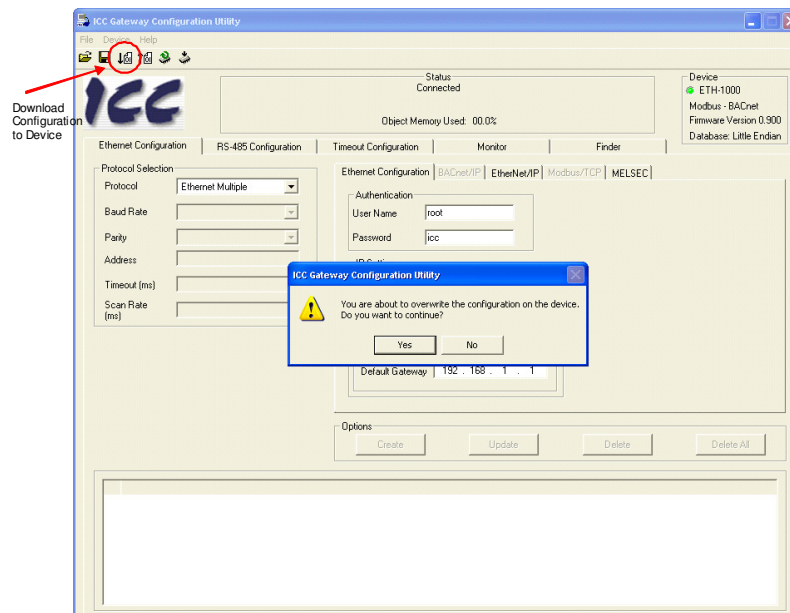 ICC Gateway Configuration Utility
File Device Help
Download
Configuration
to Device
ICC
Status
Connected
Object Memory Used: 00.0%
Device
ETH-1000
Modbus - BACnet
Firmware Version 0.900
Database: Little Endian
Ethernet Configuration RS-485 Configuration Timeout Configuration Monitor Finder
Protocol Selection
Protocol Ethernet Multiple
Baud Rate
Parity
Address
Timeout (ms)
Scan Rate
(ms)
Ethernet Configuration BACnet/IP EtherNet/IP Modbus/TCP MELSEC
Authentication
User Name root
Password icc
ICC Gateway Configuration Utility
You are about to overwrite the configuration on the device.
Do you want to continue?
Yes No
Default Gateway 192 . 168 . 1 . 1
Options
Create Update Delete Delete All